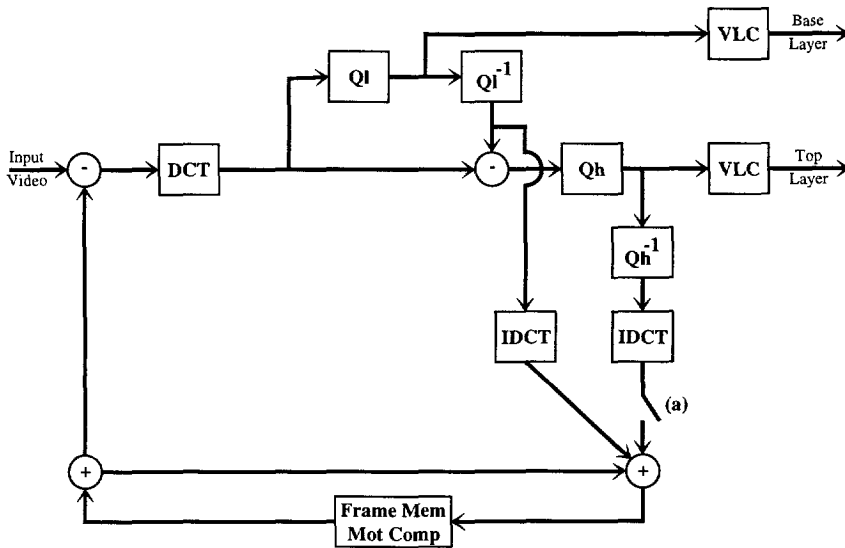 Base
VLC
Layer
Ql
Ql^-1
Input
Video
-
DCT
-
Qh
VLC
Top
Layer
Qh^-1
IDCT
IDCT
(a)
+
+
Frame Mem
Mot Comp